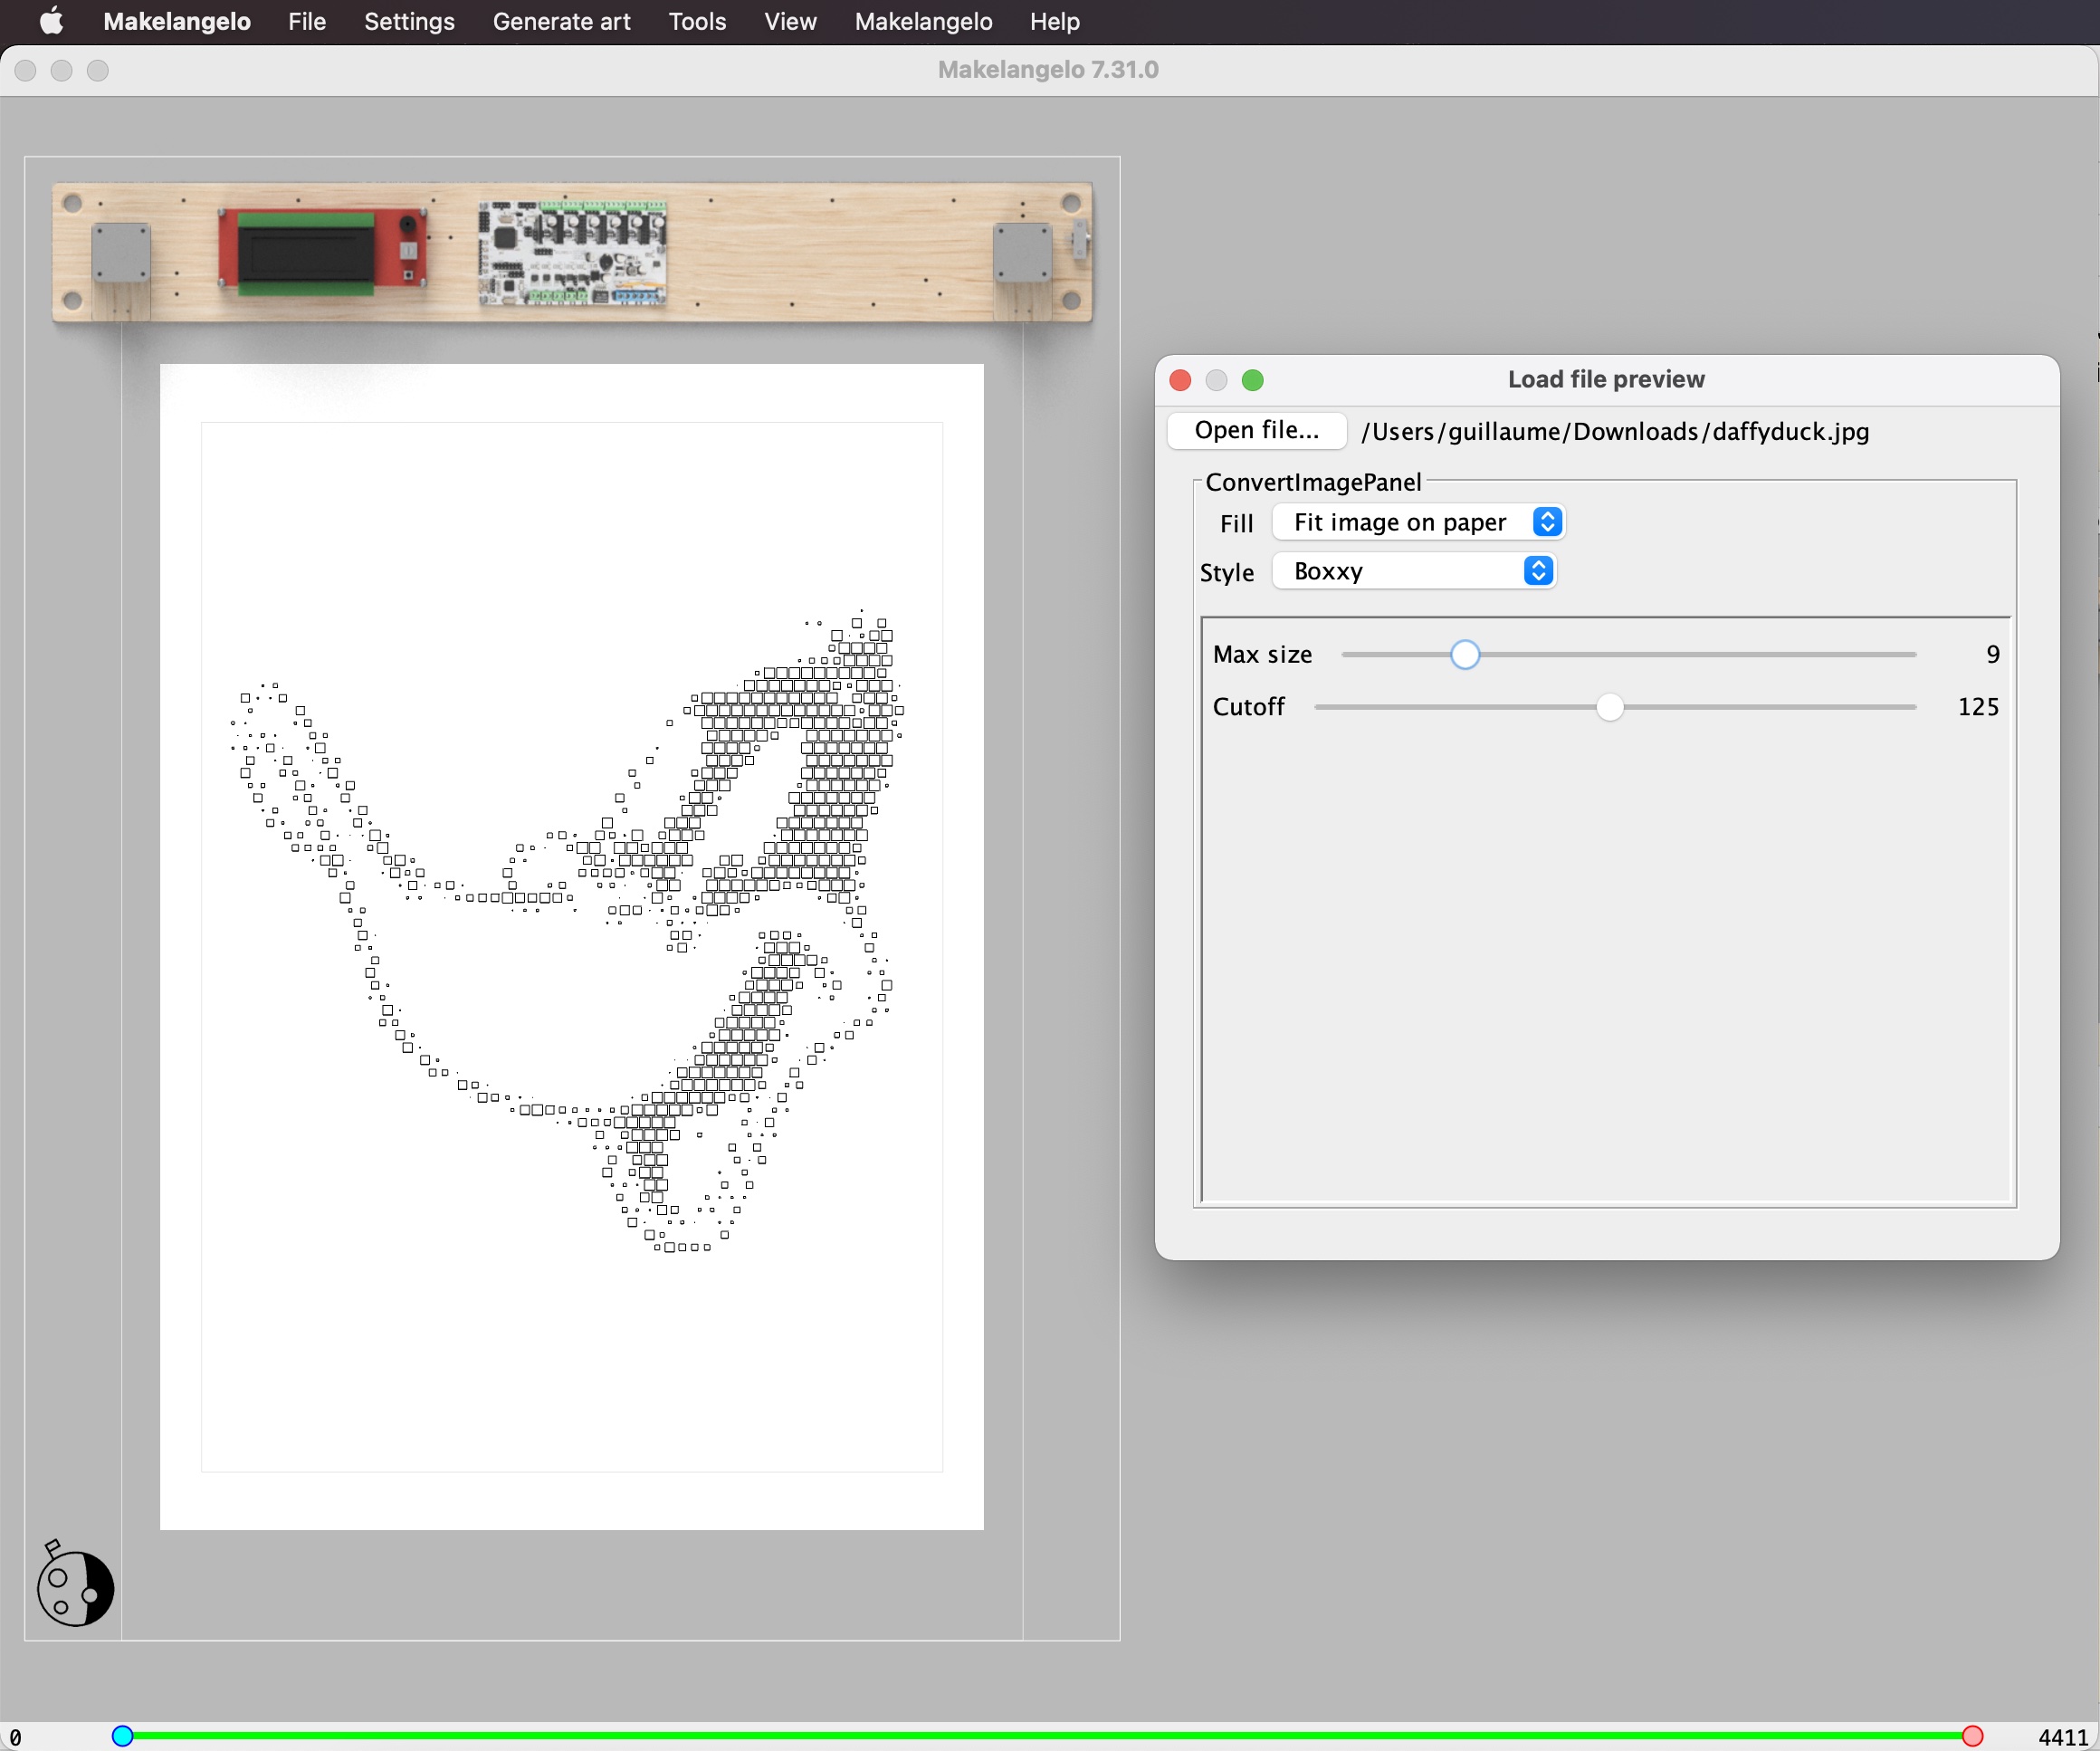 Makelangelo File Settings Generate art Tools View Makelangelo Help
Makelangelo 7.31.0
Load file preview
Open file... /Users/guillaume/Downloads/daffyduck.jpg
ConvertImagePanel
Fill Fit image on paper
Style Boxxy
Max size 9
Cutoff 125
0 4411